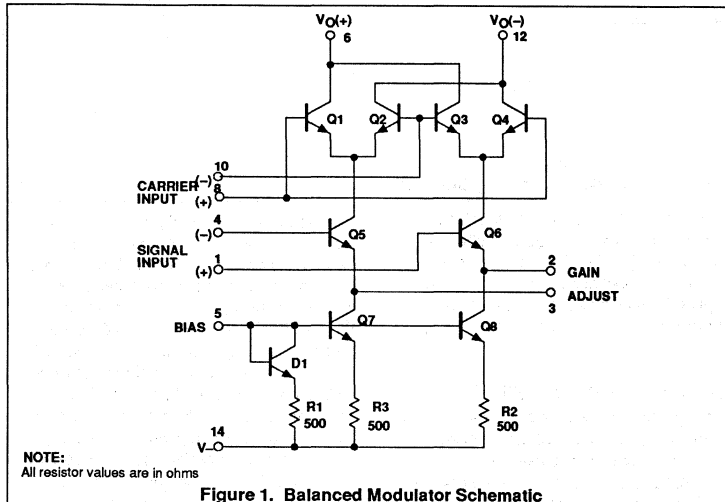 VO(+)
6
VO(-)
12
Q1
Q2
Q3
Q4
10
CARRIER (-)
8
INPUT (+)
4
(-)
Q5
Q6
SIGNAL
INPUT
1
(+)
2
GAIN
ADJUST
3
5
BIAS
Q7
Q8
D1
R1
500
R3
500
R2
500
14
V–
NOTE:
All resistor values are in ohms
Figure 1. Balanced Modulator Schematic